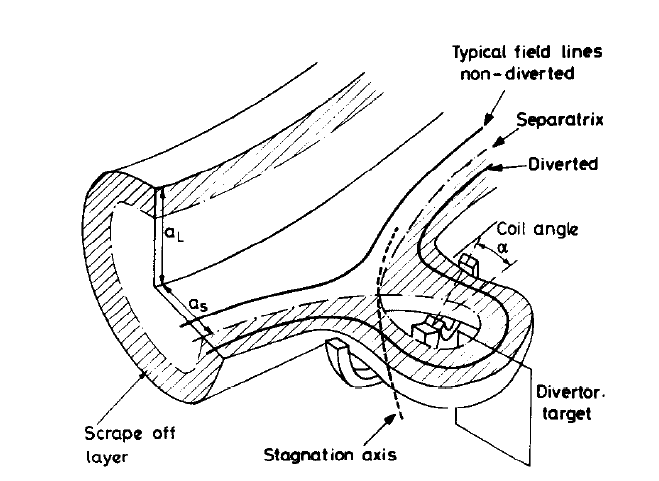 Typical field lines
non-diverted
Separatrix
Diverted
Coil angle
α
a_L
a_s
Divertor.
target
Scrape off
layer
Stagnation axis